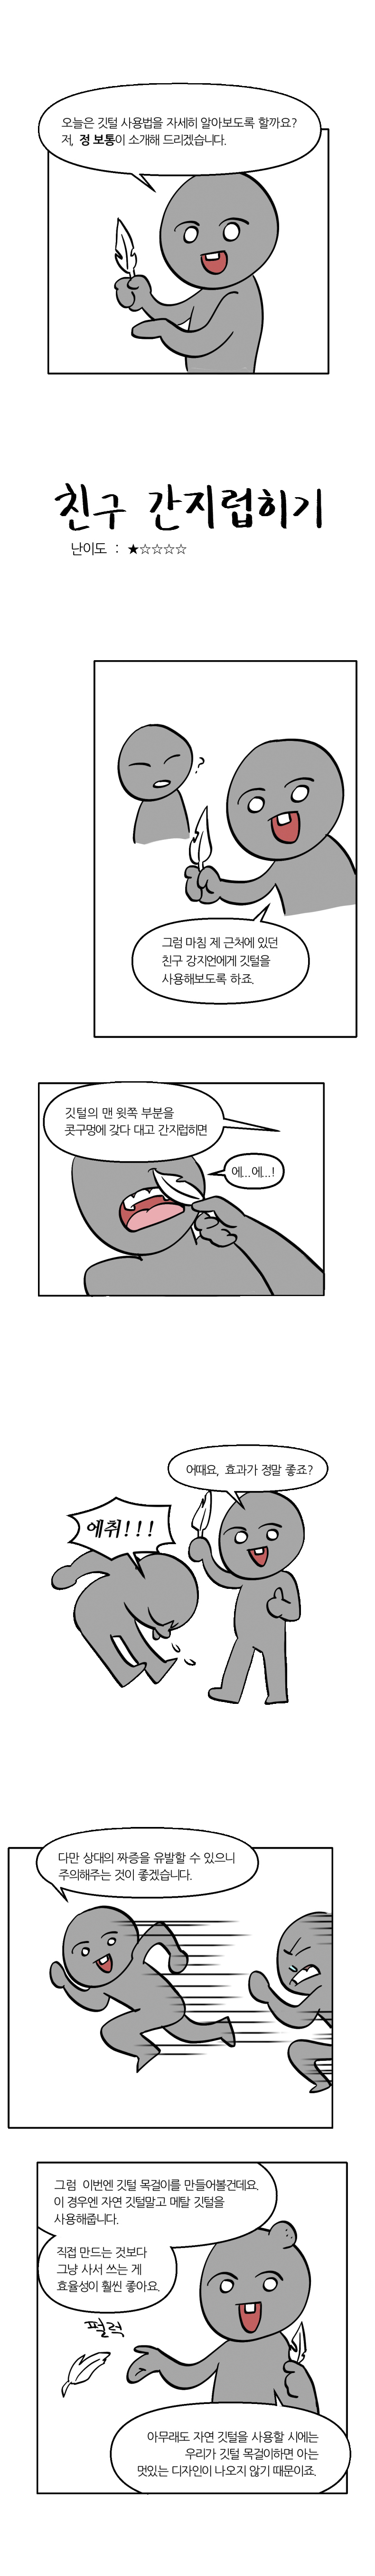 오늘은 깃털 사용법을 자세히 알아보도록 할까요?
저, 정 보통이 소개해 드리겠습니다.
친구 간지럽히기
난이도 : ★☆☆☆☆
?
그럼 마침 제 근처에 있던
친구 강지언에게 깃털을
사용해보도록 하죠.
깃털의 맨 윗쪽 부분을
콧구멍에 갖다 대고 간지럽히면
에...에...!
어때요, 효과가 정말 좋죠?
에취!!!
다만 상대의 짜증을 유발할 수 있으니
주의해주는 것이 좋겠습니다.
그럼 이번엔 깃털 목걸이를 만들어볼건데요.
이 경우엔 자연 깃털말고 메탈 깃털을
사용해줍니다.
직접 만드는 것보다
그냥 사서 쓰는 게
효율성이 훨씬 좋아요.
펄럭
아무래도 자연 깃털을 사용할 시에는
우리가 깃털 목걸이하면 아는
멋있는 디자인이 나오지 않기 때문이죠.